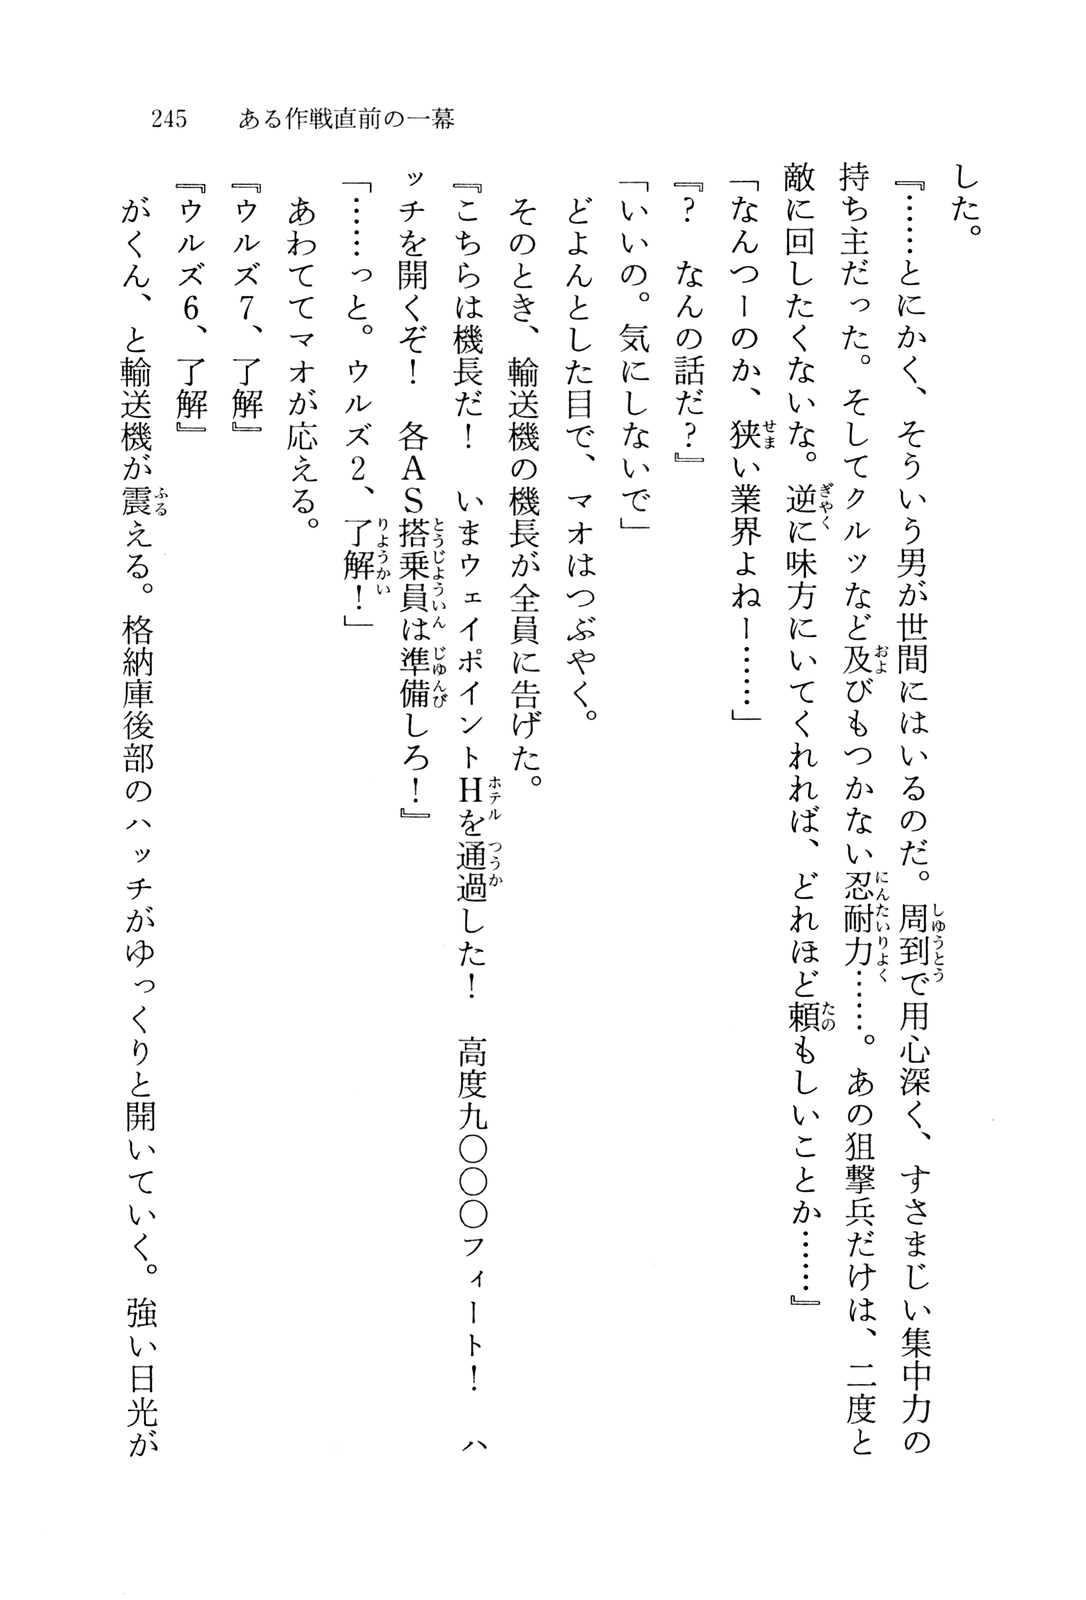 245　ある作戦直前の一幕
した。
『……とにかく、そういう男が世間にはいるのだ。周到で用心深く、すさまじい集中力の
持ち主だった。そしてクルツなど及びもつかない忍耐力……。あの狙撃兵だけは、二度と
敵に回したくないな。逆に味方にいてくれれば、どれほど頼もしいことか……』
「なんつーのか、狭い業界よねー……」
『？　なんの話だ？』
「いいの。気にしないで」
　どよんとした目で、マオはつぶやく。
　そのとき、輸送機の機長が全員に告げた。
『こちらは機長だ！　いまウェイポイントHを通過した！　高度九〇〇〇フィート！　ハ
ッチを開くぞ！　各AS搭乗員は準備しろ！』
「……っと。ウルズ2、了解！」
　あわててマオが応える。
『ウルズ7、了解』
『ウルズ6、了解』
　がくん、と輸送機が震える。格納庫後部のハッチがゆっくりと開いていく。強い日光が